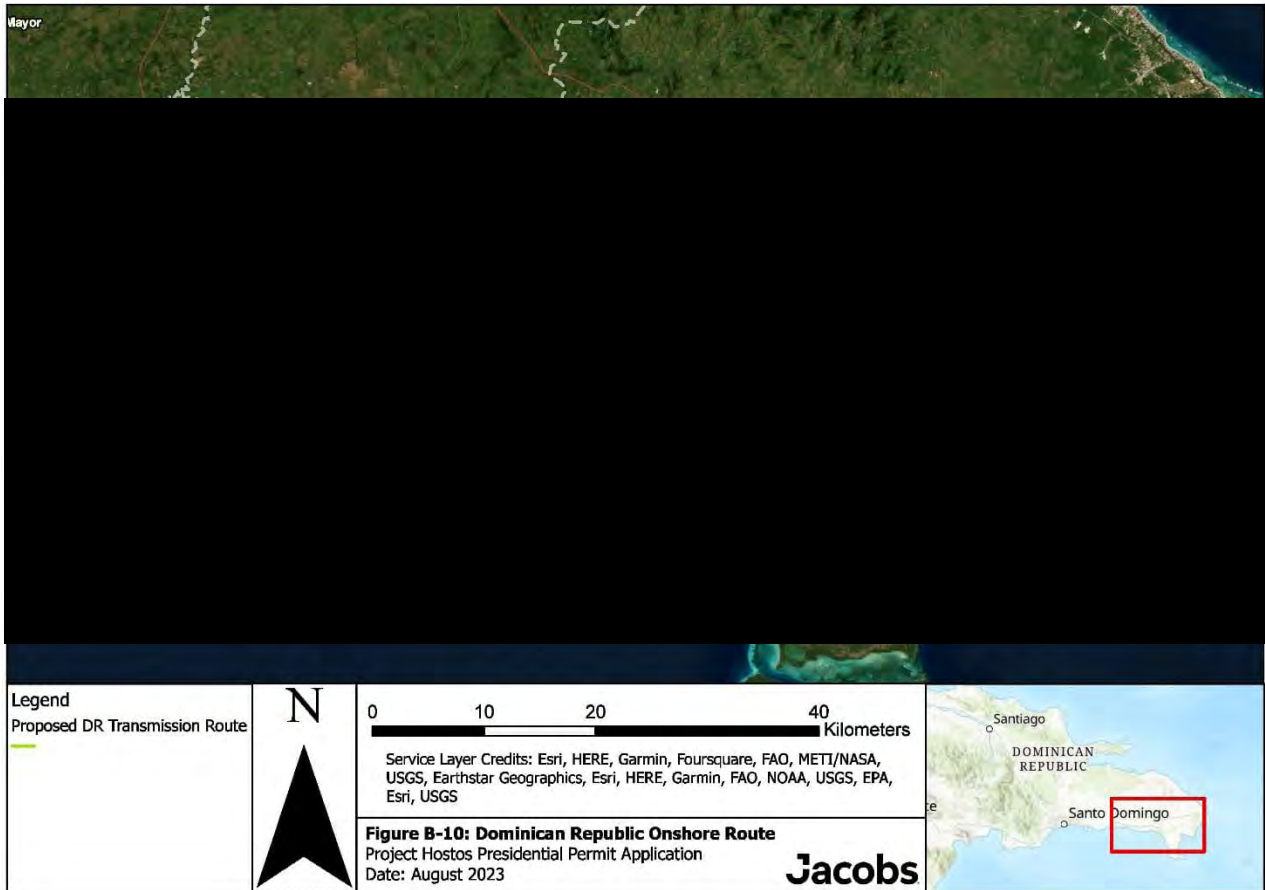 Mayor
Legend
Proposed DR Transmission Route
N
0 10 20 40
Kilometers
Service Layer Credits: Esri, HERE, Garmin, Foursquare, FAO, METI/NASA,
USGS, Earthstar Geographics, Esri, HERE, Garmin, FAO, NOAA, USGS, EPA,
Esri, USGS
Figure B-10: Dominican Republic Onshore Route
Project Hostos Presidential Permit Application
Date: August 2023
Jacobs
Santiago
DOMINICAN
REPUBLIC
Santo Domingo